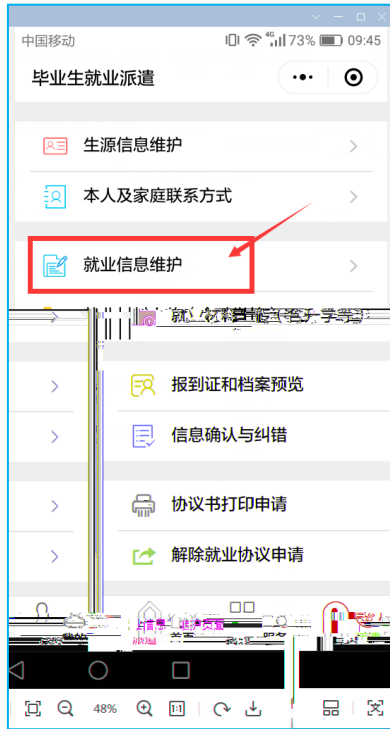 中国移动 73% 09:45
毕业生就业派遣
生源信息维护
本人及家庭联系方式
就业信息维护
报到证和档案预览
信息确认与纠错
协议书打印申请
解除就业协议申请
48% 1:1